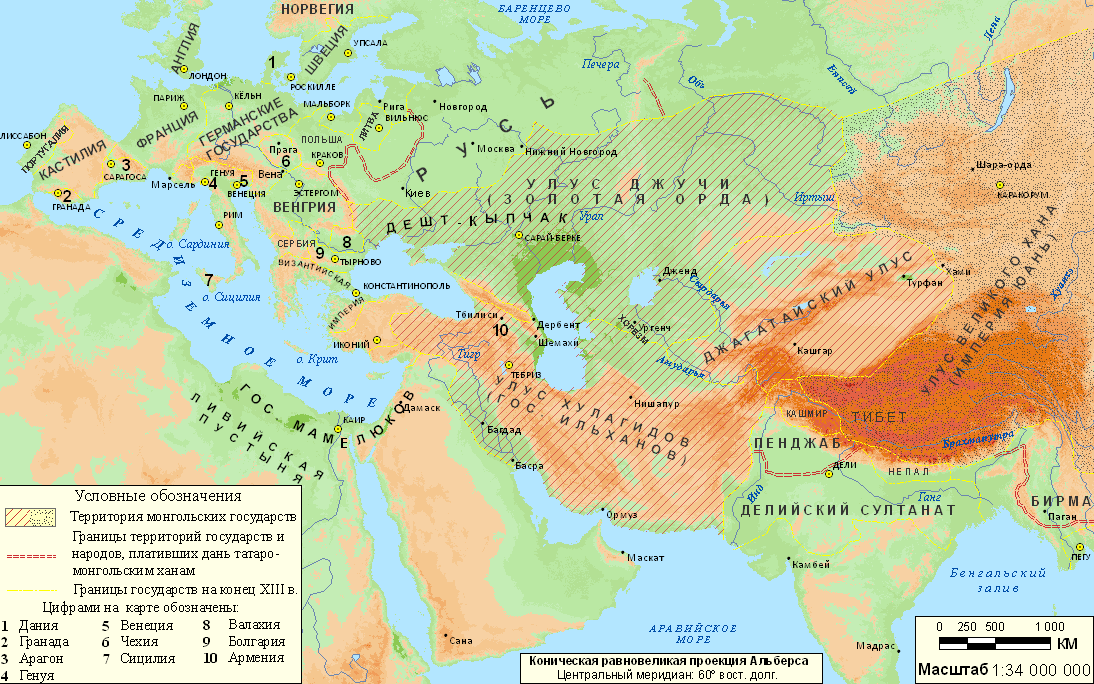 НОРВЕГИЯ
БАРЕНЦЕВО
МОРЕ
АНГЛИЯ
ШВЕЦИЯ
УПСАЛА
Лена
1
Печера
Енисей
ЛОНДОН
РОСКИЛЛЕ
Обь
ПАРИЖ
КЁЛЬН
МАЛЬБОРК
Рига
Новгород
ВИЛЬНЮС
ЛИТВА
РУСЬ
ФРАНЦИЯ
ГЕРМАНСКИЕ
ГОСУДАРСТВА
ПОЛЬША
ЛИССАБОН
ПОРТУГАЛИЯ
КАСТИЛИЯ
Прага
6
КРАКОВ
Москва
Нижний Новгород
3
САРАГОСА
Марсель
ГЕНУЯ
4
5
ВЕНЕЦИЯ
Вена
ЭСТЕРГОМ
ВЕНГРИЯ
Киев
Шара-орда
КАРАКОРУМ
УЛУС ДЖУЧИ
(ЗОЛОТАЯ ОРДА)
Иртыш
2
ГРАНАДА
РИМ
ДЕШТ-КЫПЧАК
Урал
САРАЙ-БЕРКЕ
СРЕДИЗЕМНОЕ МОРЕ
о. Сардиния
СЕРБИЯ
8
9
ТЫРНОВО
ВИЗАНТИЙСКАЯ
ИМПЕРИЯ
7
о. Сицилия
КОНСТАНТИНОПОЛЬ
Дженд
Сырдарья
ДЖАГАТАЙСКИЙ УЛУС
Хами
Турфан
УЛУС ВЕЛИКОГО ХАНА
(ИМПЕРИЯ ЮАНЬ)
Хуанхэ
Тбилиси
10
Дербент
Шемахи
ХОРЕЗМ
Ургенч
ИКОНИЙ
о. Крит
Тигр
ТЕБРИЗ
Амударья
Кашгар
УЛУС ХУЛАГИДОВ
(ГОС. ИЛЬХАНОВ)
Нишапур
КАШМИР
ТИБЕТ
ГОС. МАМЕЛЮКОВ
Дамаск
КАИР
ЛИВИЙСКАЯ
ПУСТЫНЯ
Багдад
Басра
ПЕНДЖАБ
Брахмапутра
ДЕЛИ
НЕПАЛ
Инд
Ганг
Ормуз
ДЕЛИЙСКИЙ СУЛТАНАТ
БИРМА
Паган
ПЕГУ
Маскат
Камбей
Бенгальский
залив
АРАВИЙСКОЕ
МОРЕ
Сана
Мадрас
Условные обозначения
Территория монгольских государств
Границы территорий государств и
народов, плативших дань татаро-
монгольским ханам
Границы государств на конец XIII в.
Цифрами на карте обозначены:
1 Дания 5 Венеция 8 Валахия
2 Гранада 6 Чехия 9 Болгария
3 Арагон 7 Сицилия 10 Армения
4 Генуя
Коническая равновеликая проекция Альберса
Центральный меридиан: 60° вост. долг.
0 250 500 1 000
КМ
Масштаб 1:34 000 000